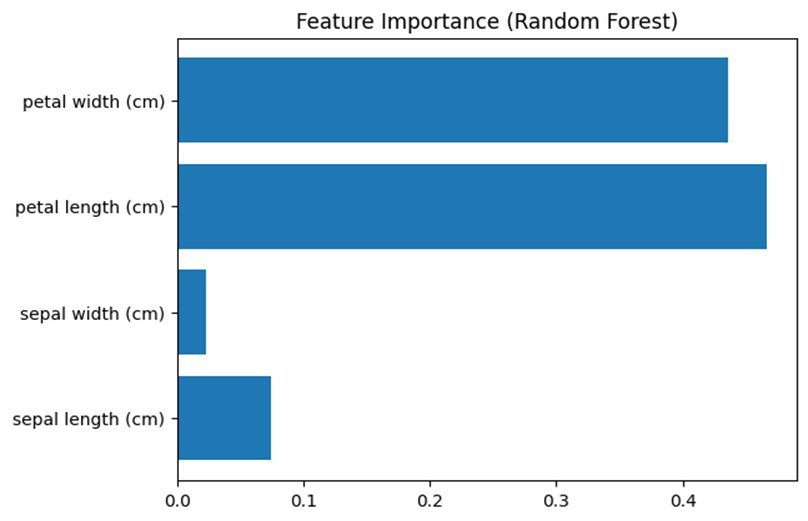 Feature Importance (Random Forest)
petal width (cm)
petal length (cm)
sepal width (cm)
sepal length (cm)
0.0 0.1 0.2 0.3 0.4